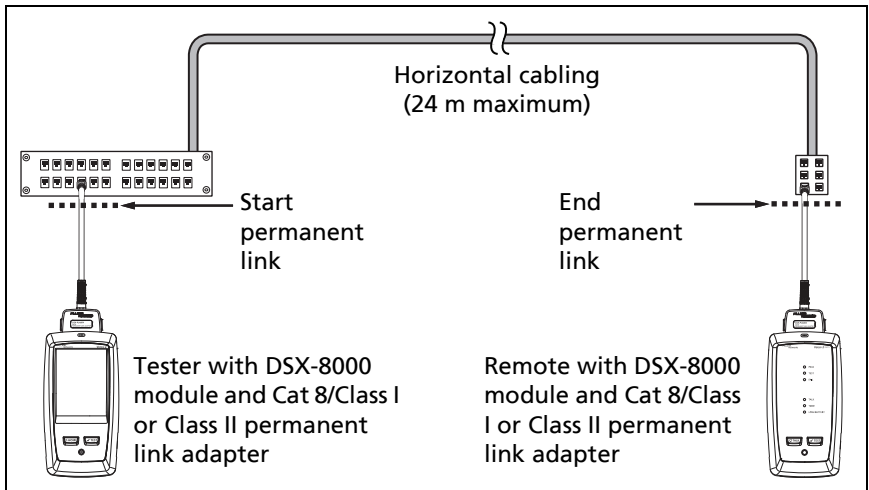 Horizontal cabling
(24 m maximum)
Start
permanent
link
End
permanent
link
Tester with DSX-8000
module and Cat 8/Class I
or Class II permanent
link adapter
Remote with DSX-8000
module and Cat 8/Class
I or Class II permanent
link adapter